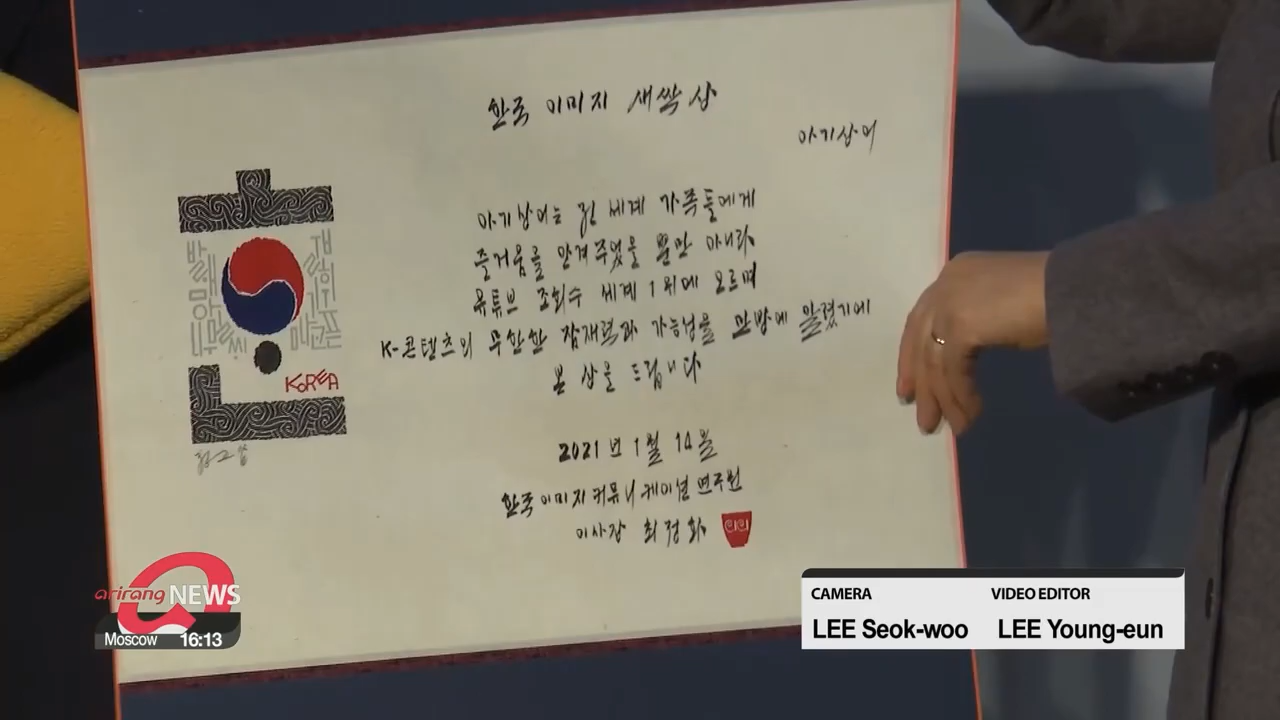 한국 이미지 새싹상
아기상어
아기상어는 전 세계 가족들에게
즐거움을 안겨주었을 뿐만 아니라
유튜브 조회수 세계 1위에 오르며
K-콘텐츠의 무한한 잠재력과 가능성을 만방에 알렸기에
본 상을 드립니다
2021년 1월 14일
한국이미지커뮤니케이션연구원
이사장 최정화
KOREA
arirang NEWS
Moscow 16:13
CAMERA VIDEO EDITOR
LEE Seok-woo LEE Young-eun